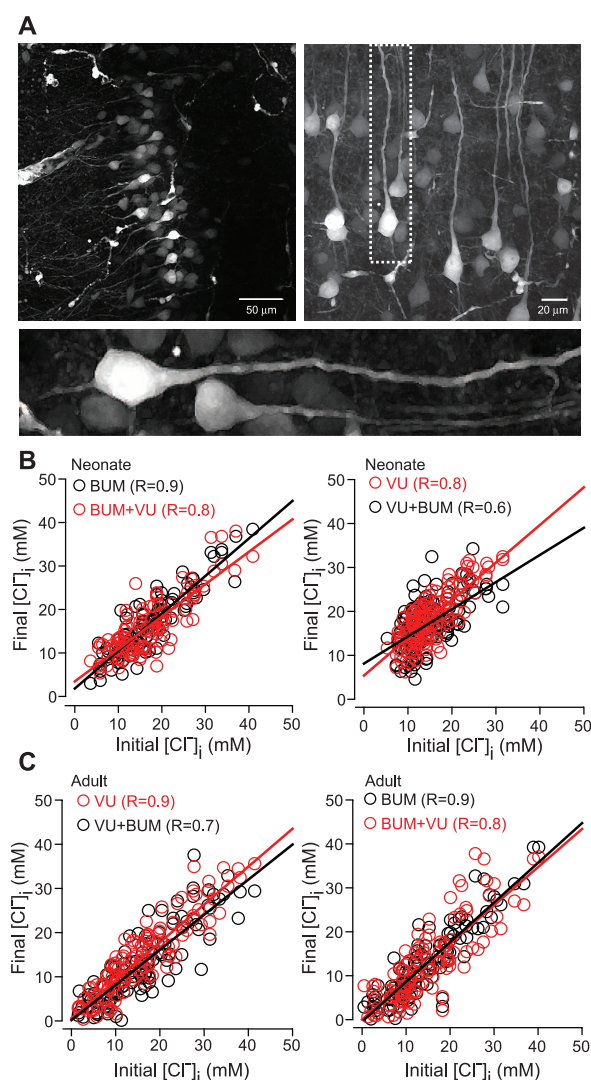 A
50 μm
20 μm
B
Neonate
BUM (R=0.9)
BUM+VU (R=0.8)
50
40
30
20
10
0
Final [Cl⁻]i (mM)
0 10 20 30 40 50
Initial [Cl⁻]i (mM)
Neonate
VU (R=0.8)
VU+BUM (R=0.6)
50
40
30
20
10
0
Final [Cl⁻]i (mM)
0 10 20 30 40 50
Initial [Cl⁻]i (mM)
C
Adult
VU (R=0.9)
VU+BUM (R=0.7)
50
40
30
20
10
0
Final [Cl⁻]i (mM)
0 10 20 30 40 50
Initial [Cl⁻]i (mM)
Adult
BUM (R=0.9)
BUM+VU (R=0.8)
50
40
30
20
10
0
Final [Cl⁻]i (mM)
0 10 20 30 40 50
Initial [Cl⁻]i (mM)